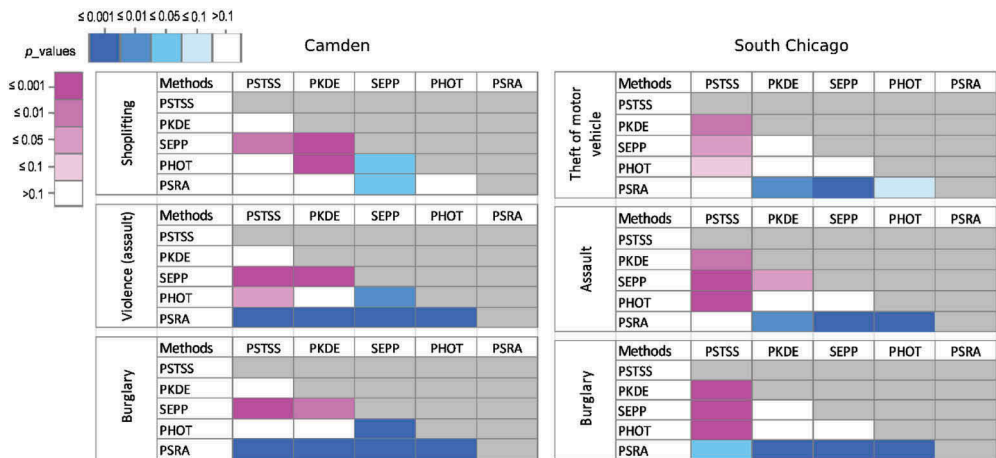 ≤ 0.001 ≤ 0.01 ≤ 0.05 ≤ 0.1 >0.1
p_values
≤ 0.001
≤ 0.01
≤ 0.05
≤ 0.1
>0.1
Camden
Shoplifting
Methods PSTSS PKDE SEPP PHOT PSRA
PSTSS
PKDE
SEPP
PHOT
PSRA
Violence (assault)
Methods PSTSS PKDE SEPP PHOT PSRA
PSTSS
PKDE
SEPP
PHOT
PSRA
Burglary
Methods PSTSS PKDE SEPP PHOT PSRA
PSTSS
PKDE
SEPP
PHOT
PSRA
South Chicago
Theft of motor
vehicle
Methods PSTSS PKDE SEPP PHOT PSRA
PSTSS
PKDE
SEPP
PHOT
PSRA
Assault
Methods PSTSS PKDE SEPP PHOT PSRA
PSTSS
PKDE
SEPP
PHOT
PSRA
Burglary
Methods PSTSS PKDE SEPP PHOT PSRA
PSTSS
PKDE
SEPP
PHOT
PSRA